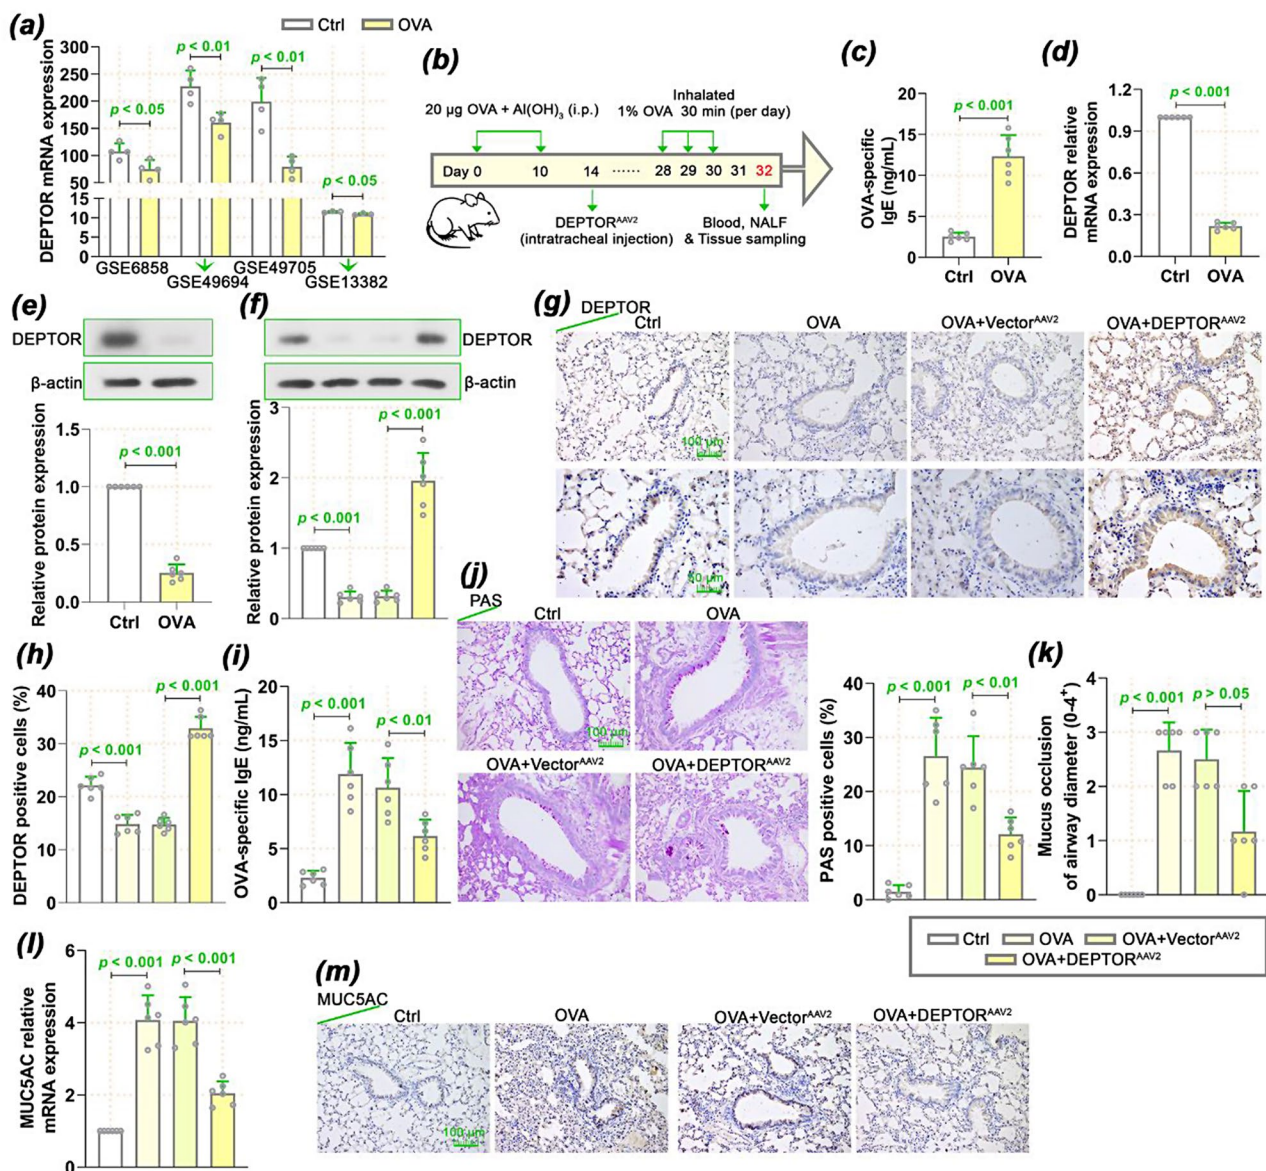 (a)
Ctrl OVA
DEPTOR mRNA expression
300
250
200
150
100
50
15
10
5
0
p < 0.05
p < 0.01
p < 0.01
p < 0.05
GSE6858
GSE49694
GSE49705
GSE13382
(b)
20 µg OVA + Al(OH)3 (i.p.)
Inhalated
1% OVA 30 min (per day)
Day 0 10 14 ······ 28 29 30 31 32
DEPTORAAV2
(intratracheal injection)
Blood, NALF
& Tissue sampling
(c)
OVA-specific
IgE (ng/mL)
20
15
10
5
0
p < 0.001
Ctrl OVA
(d)
DEPTOR relative
mRNA expression
1.2
0.9
0.6
0.3
0.0
p < 0.001
Ctrl OVA
(e)
DEPTOR
β-actin
Relative protein expression
1.5
1.0
0.5
0.0
p < 0.001
Ctrl OVA
(f)
DEPTOR
β-actin
Relative protein expression
3
2
1
0
p < 0.001
p < 0.001
(g)
DEPTOR
Ctrl OVA OVA+VectorAAV2 OVA+DEPTORAAV2
100 µm
50 µm
(h)
DEPTOR positive cells (%)
40
30
20
10
0
p < 0.001
p < 0.001
(i)
OVA-specific IgE (ng/mL)
20
15
10
5
0
p < 0.001
p < 0.01
(j)
PAS
Ctrl OVA
100 µm
OVA+VectorAAV2 OVA+DEPTORAAV2
PAS positive cells (%)
40
30
20
10
0
p < 0.001
p < 0.01
(k)
Mucus occlusion
of airway diameter (0-4+)
4
3
2
1
0
p < 0.001
p > 0.05
Ctrl OVA OVA+VectorAAV2
OVA+DEPTORAAV2
(l)
MUC5AC relative
mRNA expression
6
4
2
0
p < 0.001
p < 0.001
(m)
MUC5AC
Ctrl OVA OVA+VectorAAV2 OVA+DEPTORAAV2
100 µm